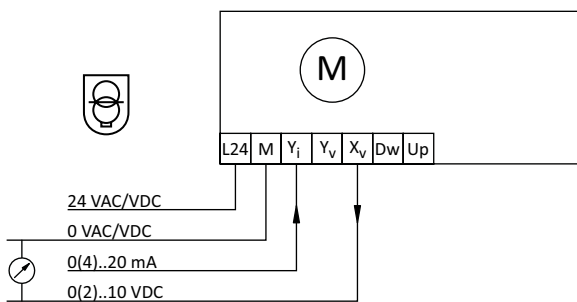 M
L24 M Yi Yv Xv Dw Up
24 VAC/VDC
0 VAC/VDC
0(4)..20 mA
0(2)..10 VDC